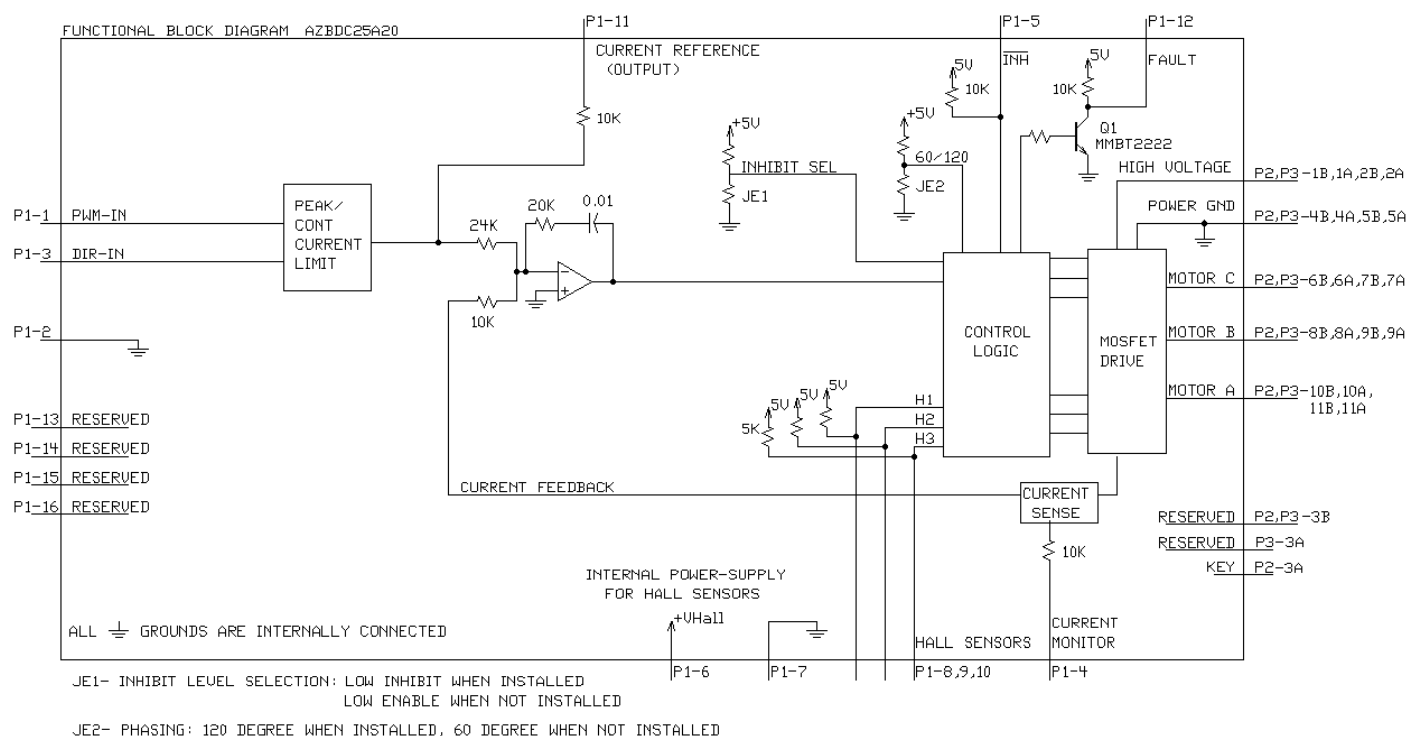 P1-11
P1-5
P1-12
FUNCTIONAL BLOCK DIAGRAM AZBDC25A20
CURRENT REFERENCE
(OUTPUT)
INH
FAULT
5V
10K
5V
10K
10K
+5V
+5V
Q1
MMBT2222
INHIBIT SEL
60/120
HIGH VOLTAGE
P2,P3-1B,1A,2B,2A
JE1
JE2
PEAK/
CONT
CURRENT
LIMIT
P1-1 PWM-IN
P1-3 DIR-IN
24K
20K
0.01
POWER GND
P2,P3-4B,4A,5B,5A
-
+
10K
MOTOR C
P2,P3-6B,6A,7B,7A
P1-2
CONTROL
LOGIC
MOSFET
DRIVE
MOTOR B
P2,P3-8B,8A,9B,9A
MOTOR A
P2,P3-10B,10A,
11B,11A
5V
5V
5V
5K
H1
H2
H3
P1-13 RESERVED
P1-14 RESERVED
P1-15 RESERVED
P1-16 RESERVED
CURRENT FEEDBACK
CURRENT
SENSE
RESERVED P2,P3-3B
RESERVED P3-3A
KEY P2-3A
10K
INTERNAL POWER-SUPPLY
FOR HALL SENSORS
+VHall
ALL GROUNDS ARE INTERNALLY CONNECTED
HALL SENSORS
CURRENT
MONITOR
P1-6
P1-7
P1-8,9,10
P1-4
JE1- INHIBIT LEVEL SELECTION: LOW INHIBIT WHEN INSTALLED
LOW ENABLE WHEN NOT INSTALLED
JE2- PHASING: 120 DEGREE WHEN INSTALLED, 60 DEGREE WHEN NOT INSTALLED